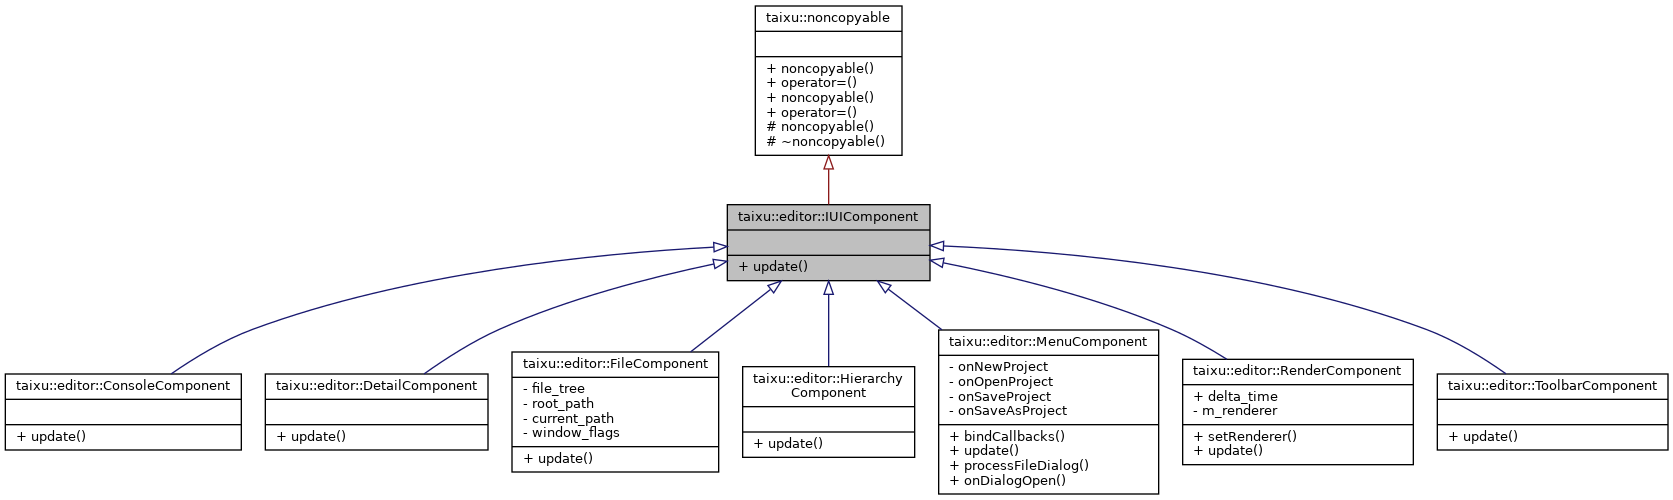 taixu::noncopyable
+ noncopyable()
+ operator=()
+ noncopyable()
+ operator=()
# noncopyable()
# ~noncopyable()
taixu::editor::IUIComponent
+ update()
taixu::editor::ConsoleComponent
+ update()
taixu::editor::DetailComponent
+ update()
taixu::editor::FileComponent
- file_tree
- root_path
- current_path
- window_flags
+ update()
taixu::editor::Hierarchy
Component
+ update()
taixu::editor::MenuComponent
- onNewProject
- onOpenProject
- onSaveProject
- onSaveAsProject
+ bindCallbacks()
+ update()
+ processFileDialog()
+ onDialogOpen()
taixu::editor::RenderComponent
+ delta_time
- m_renderer
+ setRenderer()
+ update()
taixu::editor::ToolbarComponent
+ update()